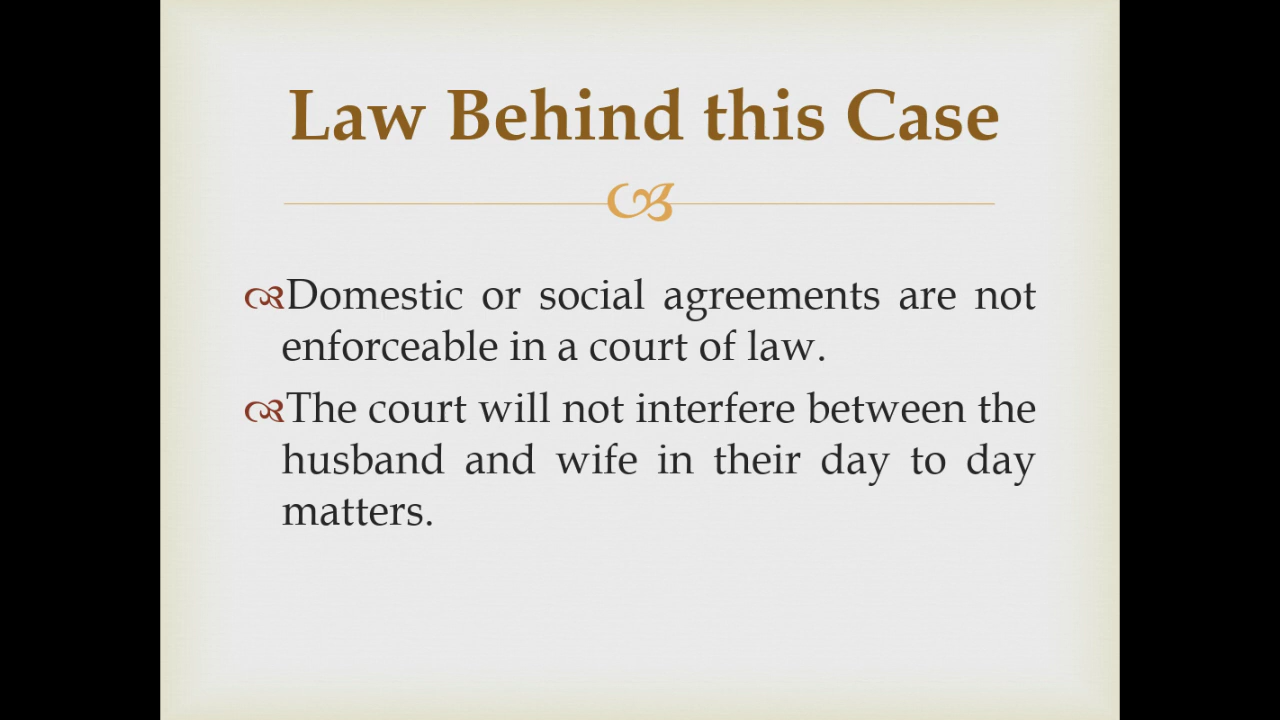 Law Behind this Case
Domestic or social agreements are not
enforceable in a court of law.
The court will not interfere between the
husband and wife in their day to day
matters.